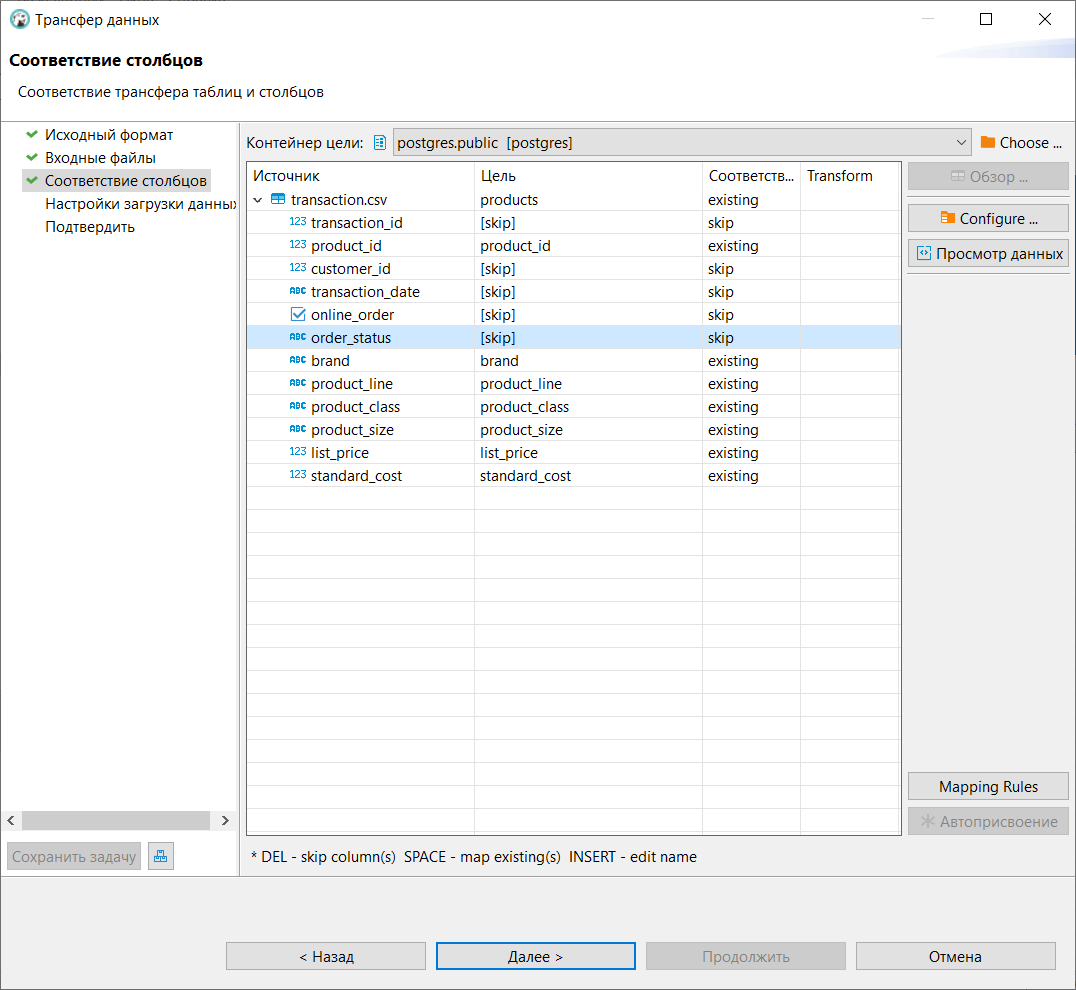 Трансфер данных
Соответствие столбцов
Соответствие трансфера таблиц и столбцов
Исходный формат
Входные файлы
Соответствие столбцов
Настройки загрузки данны
Подтвердить
Контейнер цели: postgres.public [postgres] Choose ...
Источник Цель Соответств... Transform
transaction.csv products existing
123 transaction_id [skip] skip
123 product_id product_id existing
123 customer_id [skip] skip
ABC transaction_date [skip] skip
online_order [skip] skip
ABC order_status [skip] skip
ABC brand brand existing
ABC product_line product_line existing
ABC product_class product_class existing
ABC product_size product_size existing
123 list_price list_price existing
123 standard_cost standard_cost existing
Обзор ...
Configure ...
Просмотр данных
Mapping Rules
Автоприсвоение
Сохранить задачу
* DEL - skip column(s) SPACE - map existing(s) INSERT - edit name
< Назад Далее > Продолжить Отмена